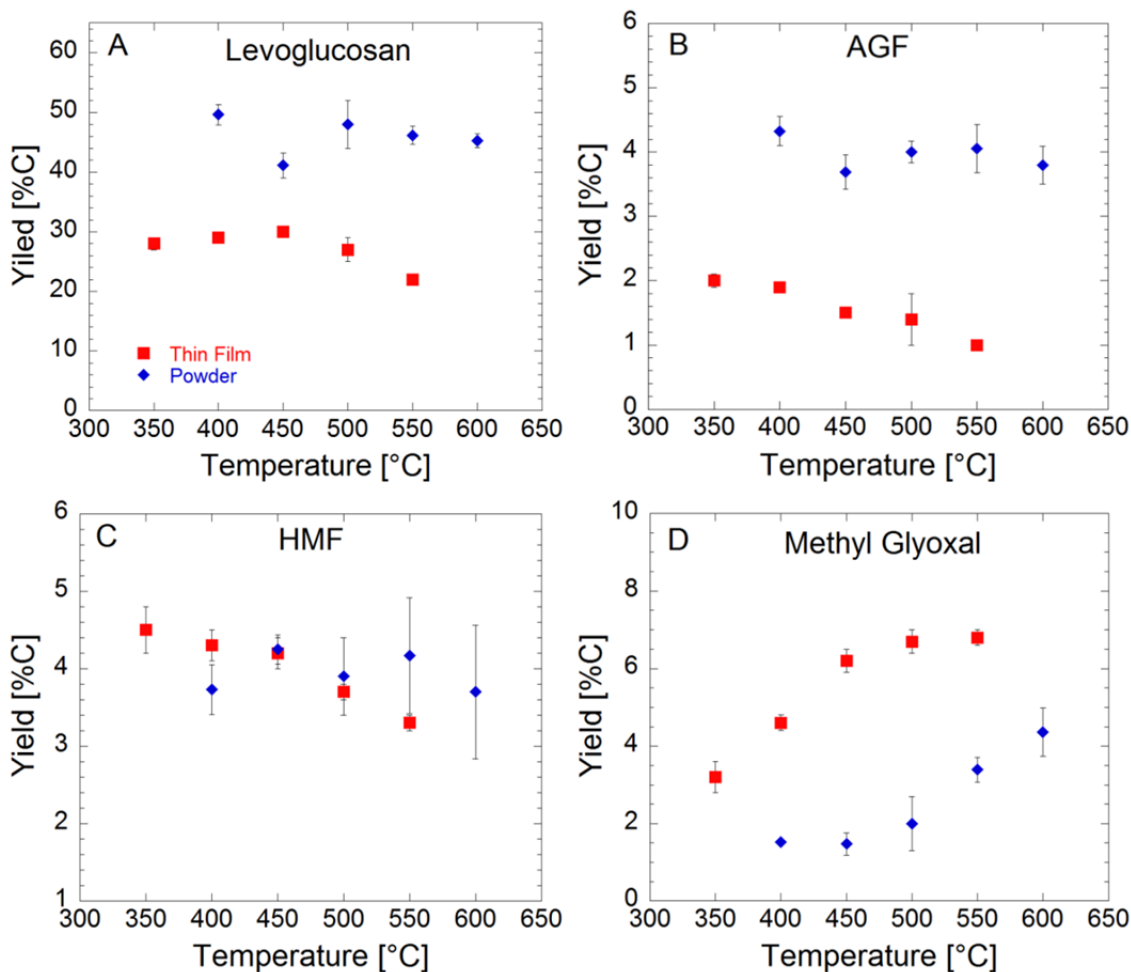 A
Levoglucosan
60
50
40
30
20
10
0
Yiled [%C]
Thin Film
Powder
300 350 400 450 500 550 600 650
Temperature [°C]
B
AGF
6
5
4
3
2
1
0
Yield [%C]
300 350 400 450 500 550 600 650
Temperature [°C]
C
HMF
6
5
4
3
2
1
Yield [%C]
300 350 400 450 500 550 600 650
Temperature [°C]
D
Methyl Glyoxal
10
8
6
4
2
0
Yield [%C]
300 350 400 450 500 550 600 650
Temperature [°C]